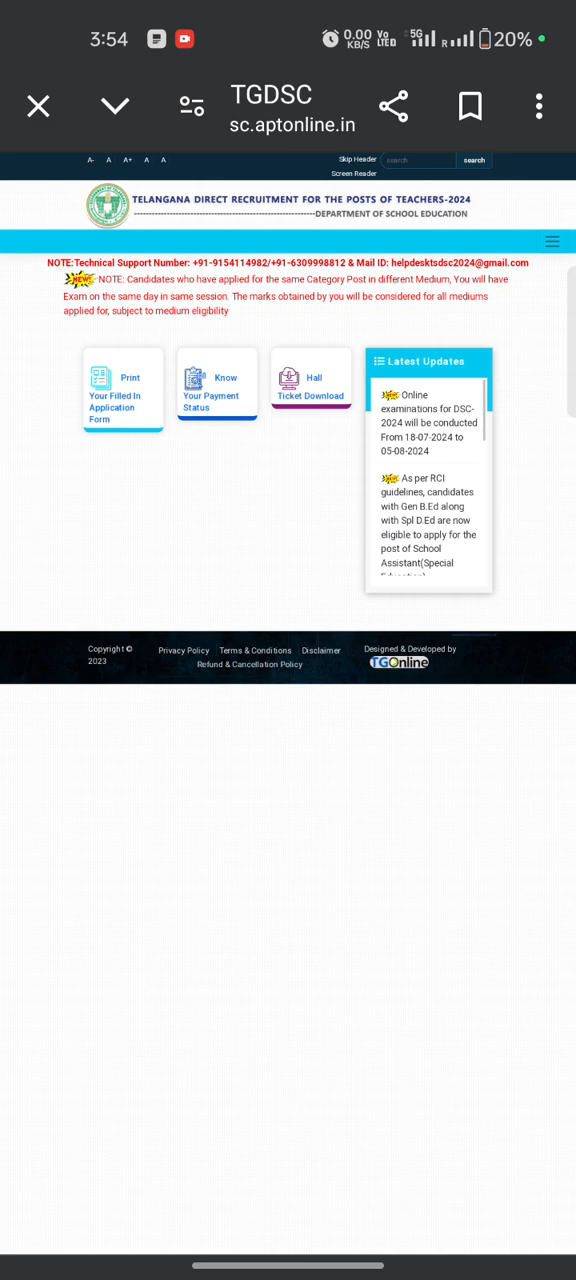 3:54
0.00
KB/S
Vo
LTE
5G
R
20%
TGDSC
sc.aptonline.in
A-
A
A+
A
A
Skip Header
search
search
Screen Reader
TELANGANA DIRECT RECRUITMENT FOR THE POSTS OF TEACHERS-2024
-DEPARTMENT OF SCHOOL EDUCATION
NOTE:Technical Support Number: +91-9154114982/+91-6309998812 & Mail ID: helpdesktsdsc2024@gmail.com
NEW! NOTE: Candidates who have applied for the same Category Post in different Medium, You will have
Exam on the same day in same session. The marks obtained by you will be considered for all mediums
applied for, subject to medium eligibility
Print
Your Filled In
Application
Form
Know
Your Payment
Status
Hall
Ticket Download
Latest Updates
Online
examinations for DSC-
2024 will be conducted
From 18-07-2024 to
05-08-2024
As per RCI
guidelines, candidates
with Gen B.Ed along
with Spl D.Ed are now
eligible to apply for the
post of School
Assistant(Special
Education)
Copyright ©
2023
Privacy Policy
Terms & Conditions
Disclaimer
Refund & Cancellation Policy
Designed & Developed by
TGOnline